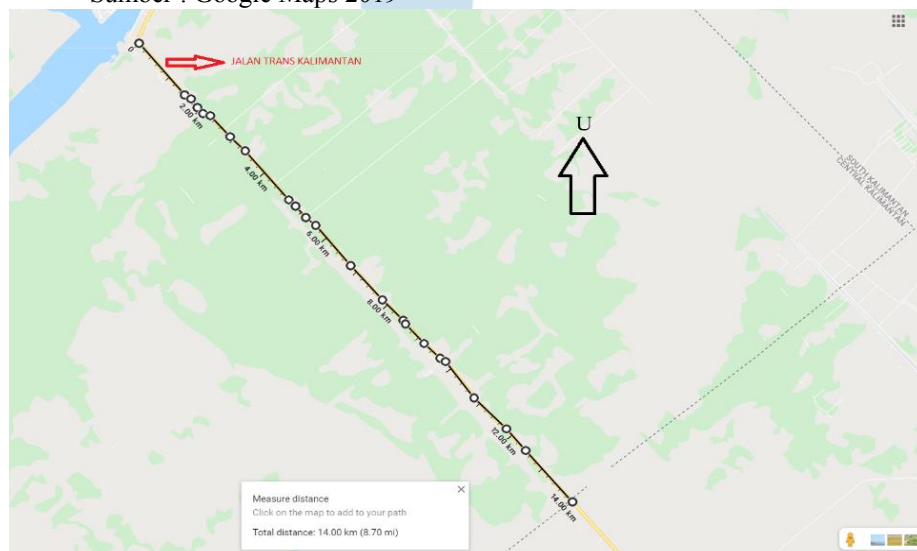 Sumber : Google Maps 2019
0
JALAN TRANS KALIMANTAN
2.00 km
U
4.00 km
SOUTH KALIMANTAN
CENTRAL KALIMANTAN
6.00 km
8.00 km
12.00 km
14.00 km
Measure distance
Click on the map to add to your path
Total distance: 14.00 km (8.70 mi)